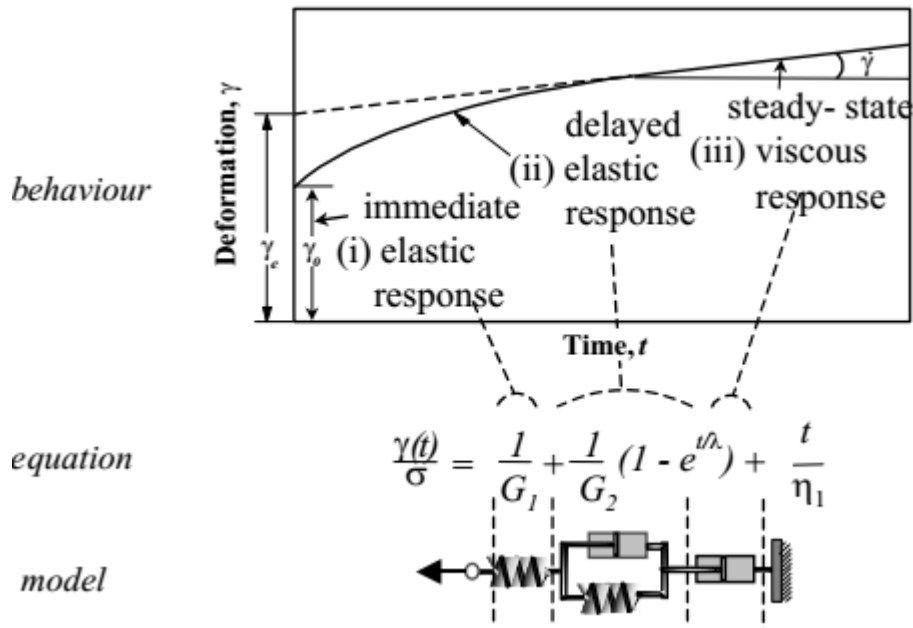 Deformation, γ
behaviour
γe
γo
immediate
(i) elastic
response
delayed
(ii) elastic
response
γ̇
steady- state
(iii) viscous
response
Time, t
equation
γ(t)/σ = 1/G1 + 1/G2 (1 - e^t/λ) + t/η1
model